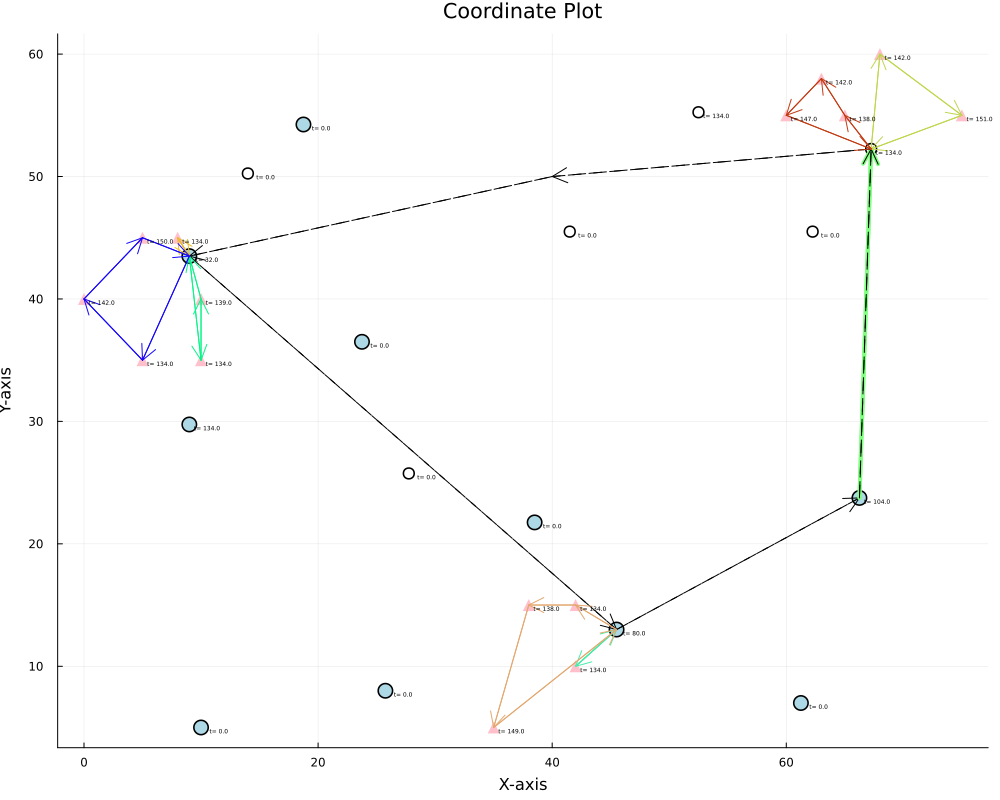 Coordinate Plot
60
t= 142.0
t= 142.0
t= 147.0
t= 138.0
t= 151.0
t= 134.0
t= 0.0
t= 134.0
50
t= 0.0
t= 150.0
t= 134.0
t= 0.0
t= 0.0
32.0
40
t= 142.0
t= 139.0
t= 0.0
t= 134.0
t= 134.0
30
t= 134.0
t= 0.0
t= 104.0
20
t= 0.0
t= 138.0
t= 134.0
t= 80.0
10
t= 134.0
t= 0.0
t= 0.0
t= 0.0
t= 149.0
0
20
40
60
X-axis
Y-axis